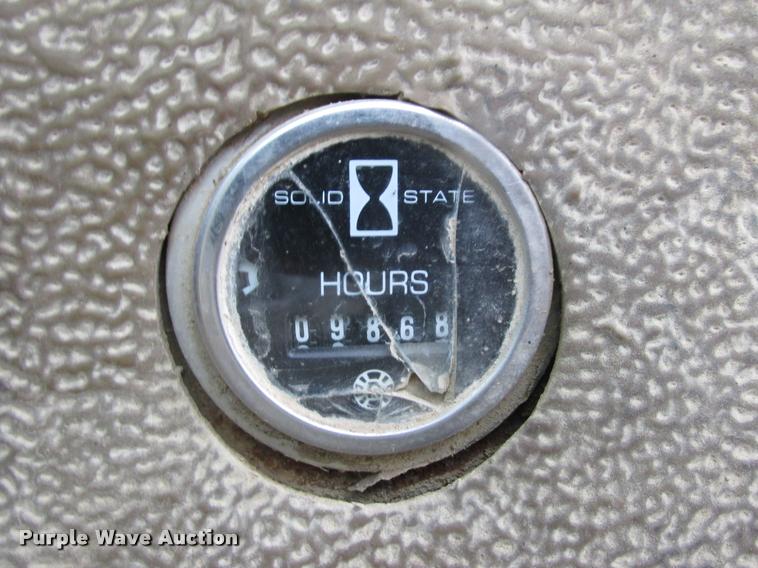 SOLID STATE
HOURS
09868
Purple Wave Auction